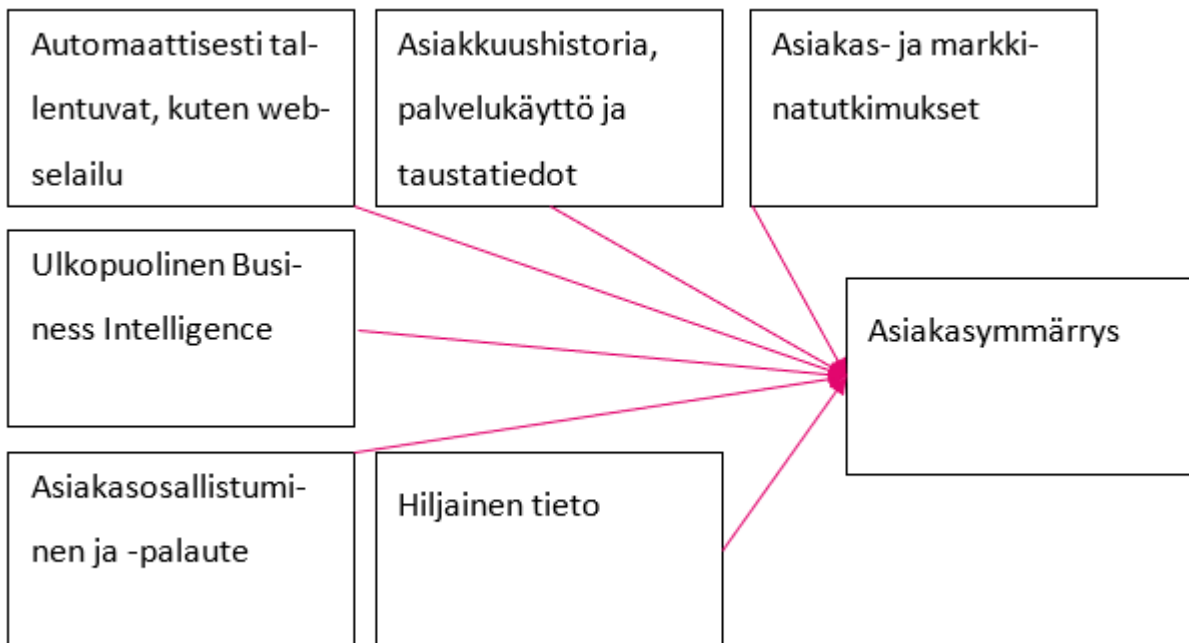 Automaattisesti tal-
lentuvat, kuten web-
selailu
Asiakkuushistoria,
palvelukäyttö ja
taustatiedot
Asiakas- ja markki-
natutkimukset
Ulkopuolinen Busi-
ness Intelligence
Asiakasymmärrys
Asiakasosallistumi-
nen ja -palaute
Hiljainen tieto